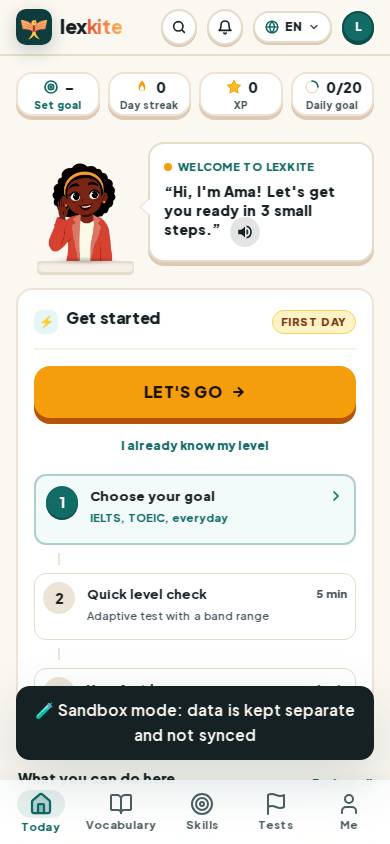 lexkite
EN
L
–
Set goal
0
Day streak
0
XP
0/20
Daily goal
WELCOME TO LEXKITE
“Hi, I'm Ama! Let's get
you ready in 3 small
steps.”
Get started
FIRST DAY
LET'S GO →
I already know my level
1
Choose your goal
IELTS, TOEIC, everyday
2
Quick level check
5 min
Adaptive test with a band range
🧪 Sandbox mode: data is kept separate
and not synced
What you can do here
Today
Vocabulary
Skills
Tests
Me